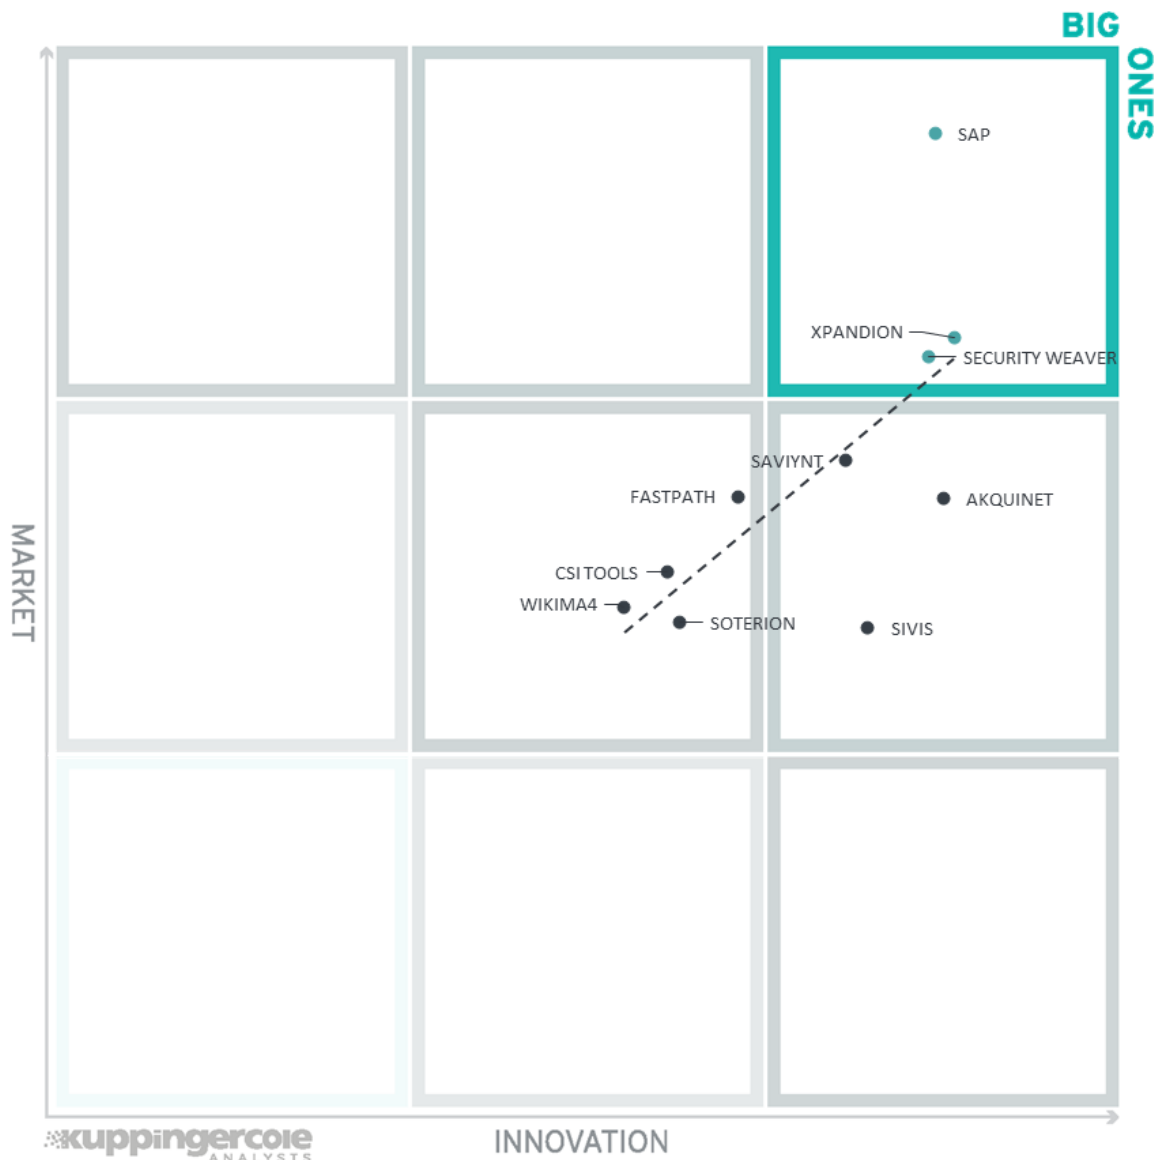 BIG
ONES
SAP
XPANDION
SECURITY WEAVER
SAVIYNT
FASTPATH
AKQUINET
CSI TOOLS
WIKIMA4
SOTERION
SIVIS
MARKET
INNOVATION
kuppingercole
ANALYSTS